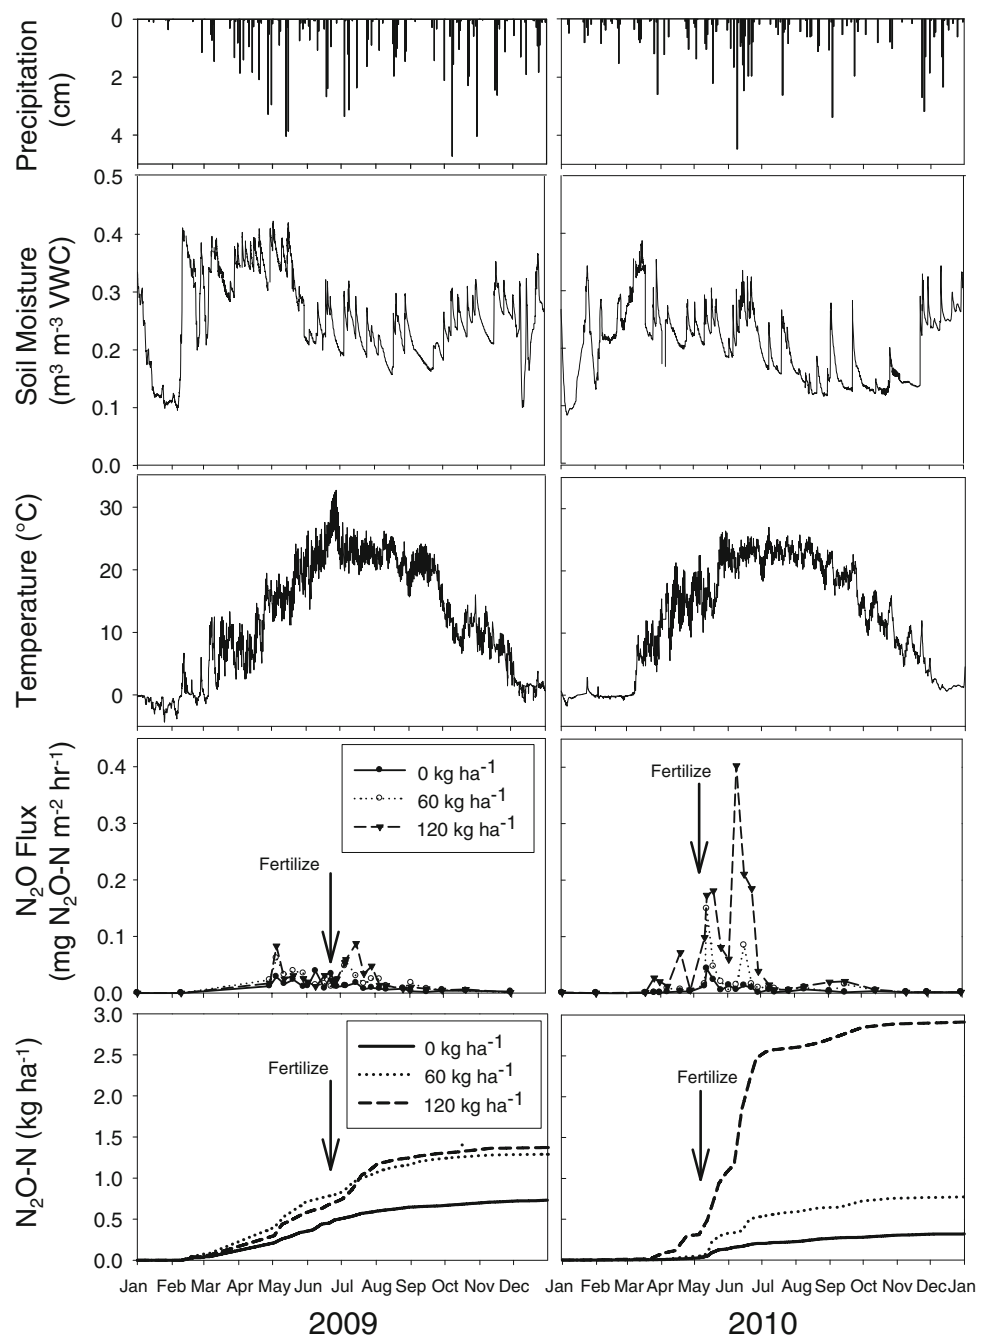 Precipitation
(cm)
0
2
4
Soil Moisture
(m³ m⁻³ VWC)
0.5
0.4
0.3
0.2
0.1
0.0
Temperature (°C)
30
20
10
0
N₂O Flux
(mg N₂O-N m⁻² hr⁻¹)
0.4
0.3
0.2
0.1
0.0
0 kg ha⁻¹
60 kg ha⁻¹
120 kg ha⁻¹
Fertilize
Fertilize
N₂O-N (kg ha⁻¹)
3.0
2.5
2.0
1.5
1.0
0.5
0.0
0 kg ha⁻¹
60 kg ha⁻¹
120 kg ha⁻¹
Fertilize
Fertilize
Jan Feb Mar Apr May Jun Jul Aug Sep Oct Nov Dec
Jan Feb Mar Apr May Jun Jul Aug Sep Oct Nov Dec Jan
2009
2010